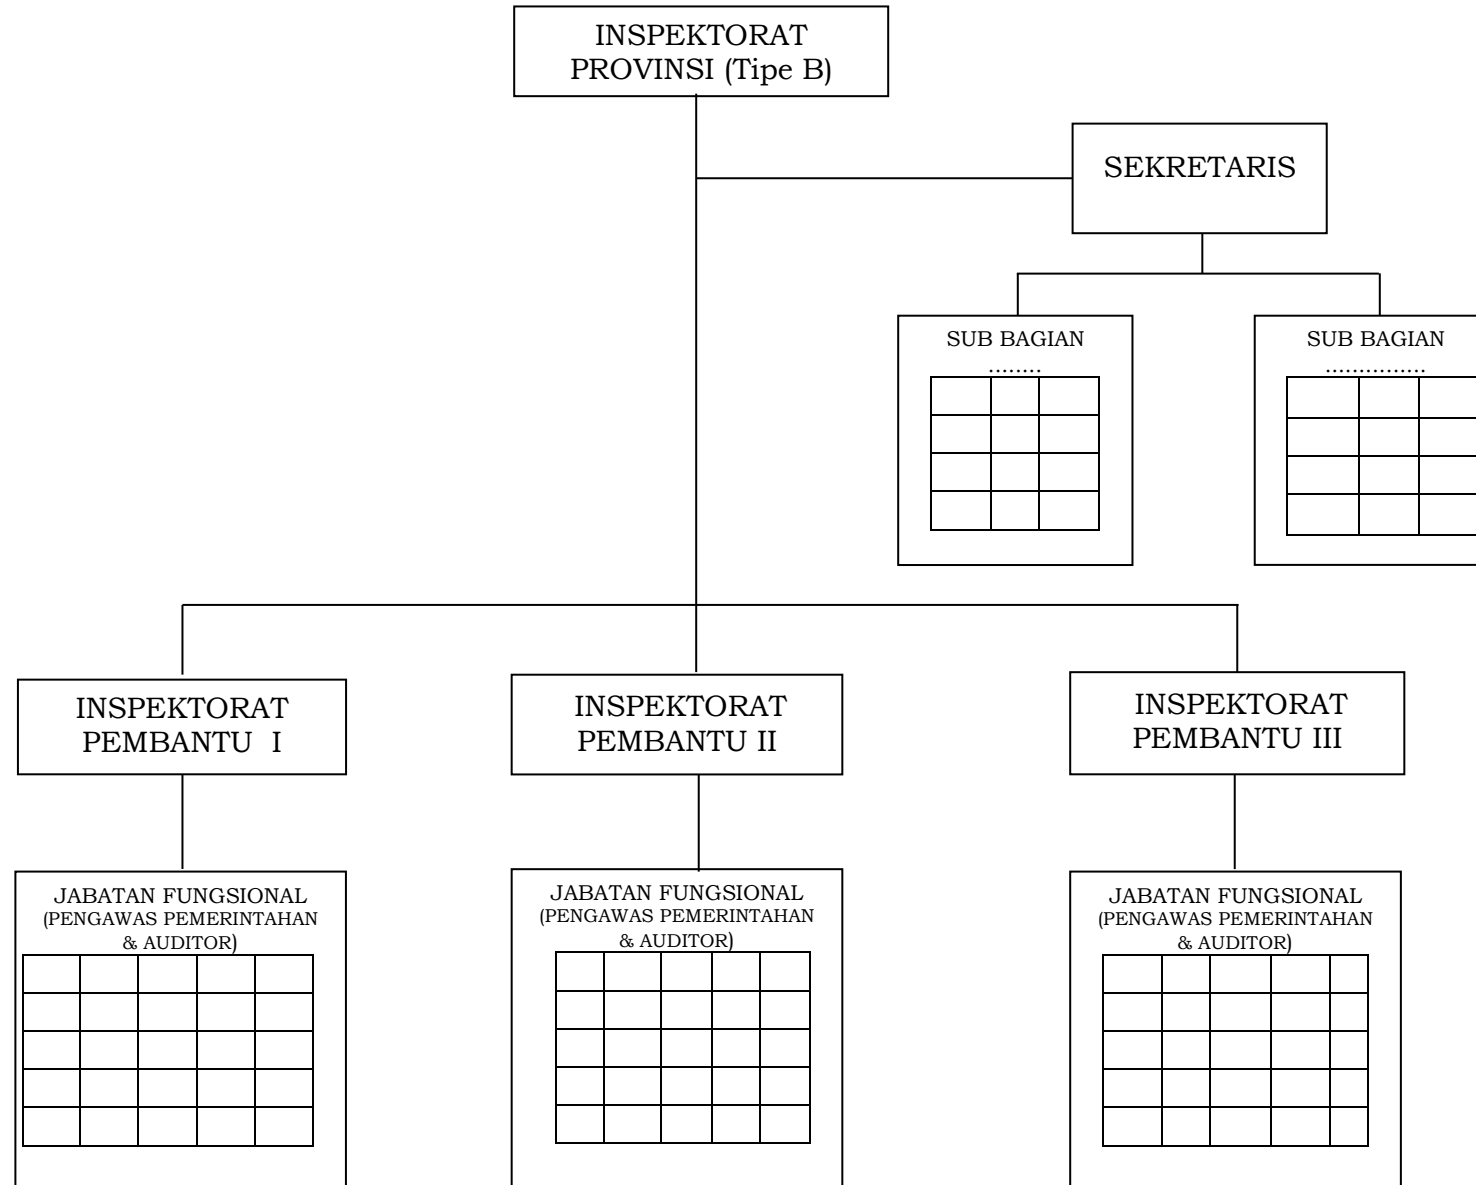 INSPEKTORAT
PROVINSI (Tipe B)
SEKRETARIS
SUB BAGIAN
........
SUB BAGIAN
...............
INSPEKTORAT
PEMBANTU I
INSPEKTORAT
PEMBANTU II
INSPEKTORAT
PEMBANTU III
JABATAN FUNGSIONAL
(PENGAWAS PEMERINTAHAN
& AUDITOR)
JABATAN FUNGSIONAL
(PENGAWAS PEMERINTAHAN
& AUDITOR)
JABATAN FUNGSIONAL
(PENGAWAS PEMERINTAHAN
& AUDITOR)